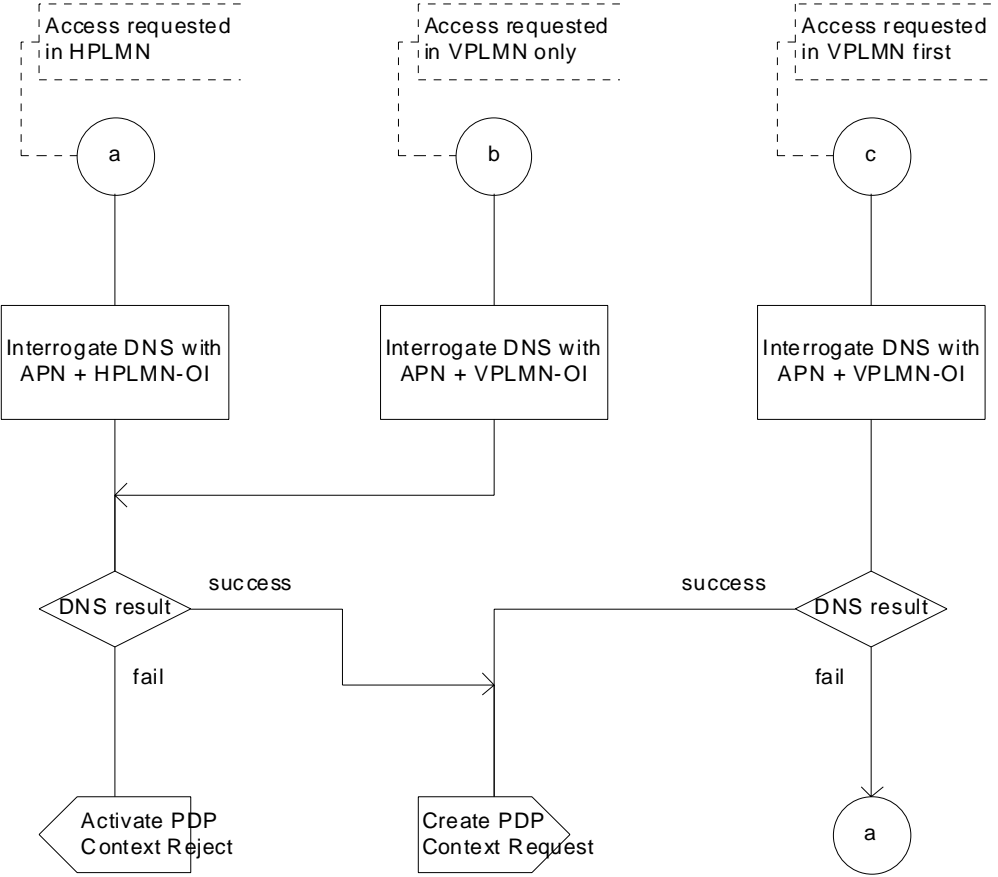 Access requested
in HPLMN
Access requested
in VPLMN only
Access requested
in VPLMN first
a
b
c
Interrogate DNS with
APN + HPLMN-OI
Interrogate DNS with
APN + VPLMN-OI
Interrogate DNS with
APN + VPLMN-OI
DNS result
success
success
DNS result
fail
fail
Activate PDP
Context Reject
Create PDP
Context Request
a